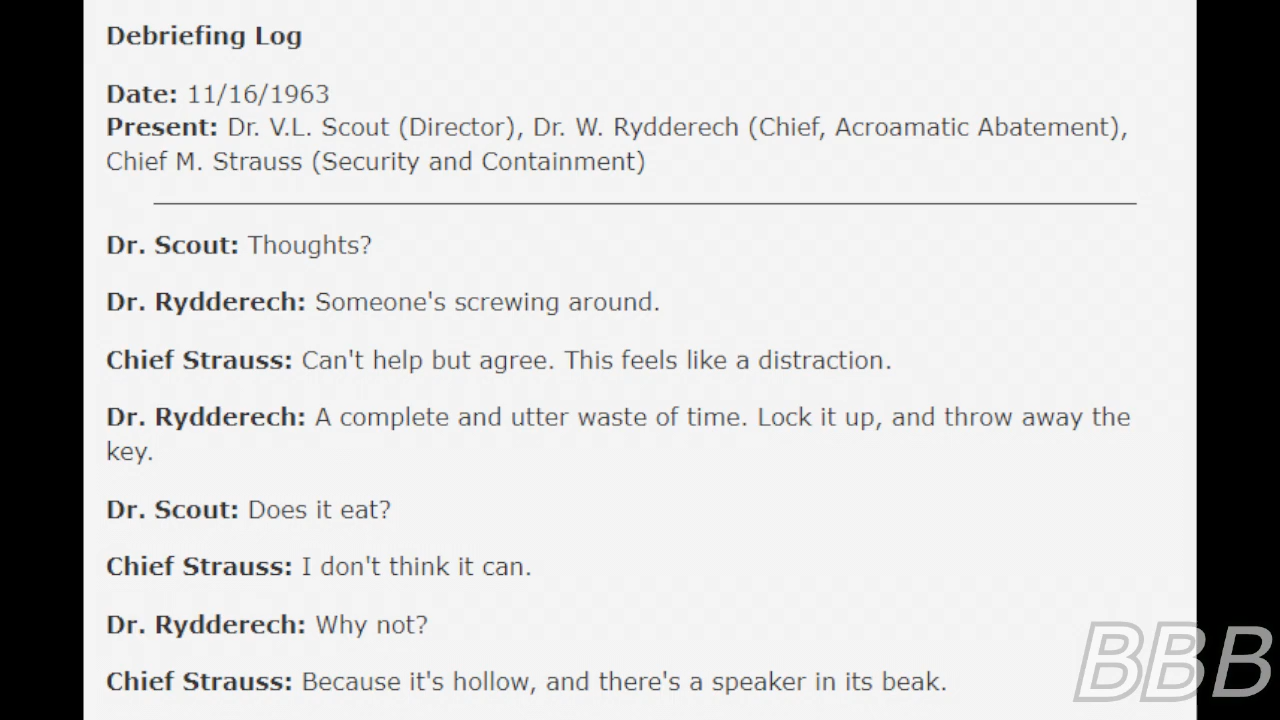 Debriefing Log
Date: 11/16/1963
Present: Dr. V.L. Scout (Director), Dr. W. Rydderech (Chief, Acroamatic Abatement),
Chief M. Strauss (Security and Containment)
Dr. Scout: Thoughts?
Dr. Rydderech: Someone's screwing around.
Chief Strauss: Can't help but agree. This feels like a distraction.
Dr. Rydderech: A complete and utter waste of time. Lock it up, and throw away the
key.
Dr. Scout: Does it eat?
Chief Strauss: I don't think it can.
Dr. Rydderech: Why not?
Chief Strauss: Because it's hollow, and there's a speaker in its beak.
BBB